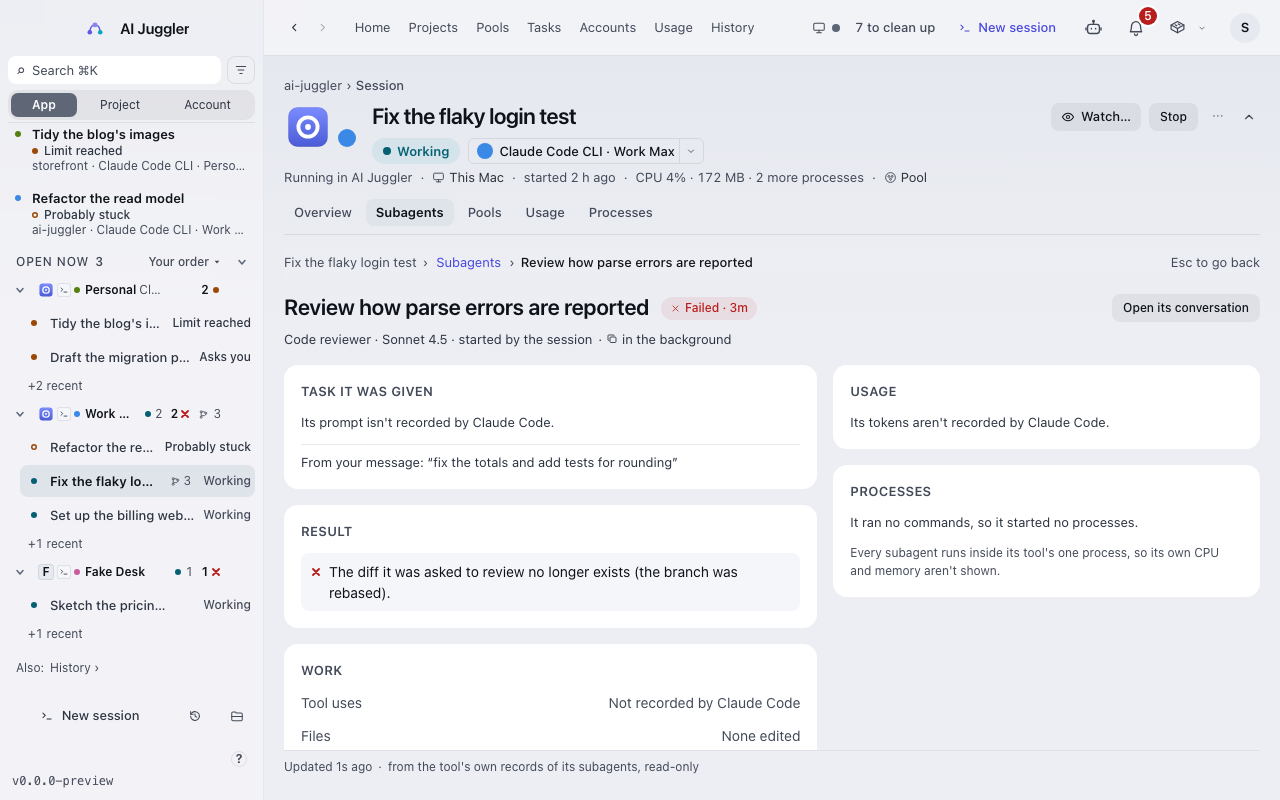 AI Juggler
Search ⌘K
App
Project
Account
Tidy the blog's images
Limit reached
storefront · Claude Code CLI · Perso...
Refactor the read model
Probably stuck
ai-juggler · Claude Code CLI · Work ...
OPEN NOW 3
Your order
Personal Cl...
2
Tidy the blog's i...
Limit reached
Draft the migration p...
Asks you
+2 recent
Work ...
2
2
3
Refactor the re...
Probably stuck
Fix the flaky lo...
3
Working
Set up the billing web...
Working
+1 recent
F
Fake Desk
1
1
Sketch the pricin...
Working
+1 recent
Also: History ›
New session
?
v0.0.0-preview
Home
Projects
Pools
Tasks
Accounts
Usage
History
7 to clean up
New session
5
S
ai-juggler › Session
Fix the flaky login test
Working
Claude Code CLI · Work Max
Watch...
Stop
Running in AI Juggler · This Mac · started 2 h ago · CPU 4% · 172 MB · 2 more processes · Pool
Overview
Subagents
Pools
Usage
Processes
Fix the flaky login test › Subagents › Review how parse errors are reported
Esc to go back
Review how parse errors are reported
Failed · 3m
Open its conversation
Code reviewer · Sonnet 4.5 · started by the session · in the background
TASK IT WAS GIVEN
Its prompt isn't recorded by Claude Code.
From your message: “fix the totals and add tests for rounding”
RESULT
The diff it was asked to review no longer exists (the branch was
rebased).
WORK
Tool uses
Not recorded by Claude Code
Files
None edited
USAGE
Its tokens aren't recorded by Claude Code.
PROCESSES
It ran no commands, so it started no processes.
Every subagent runs inside its tool's one process, so its own CPU
and memory aren't shown.
Updated 1s ago · from the tool's own records of its subagents, read-only